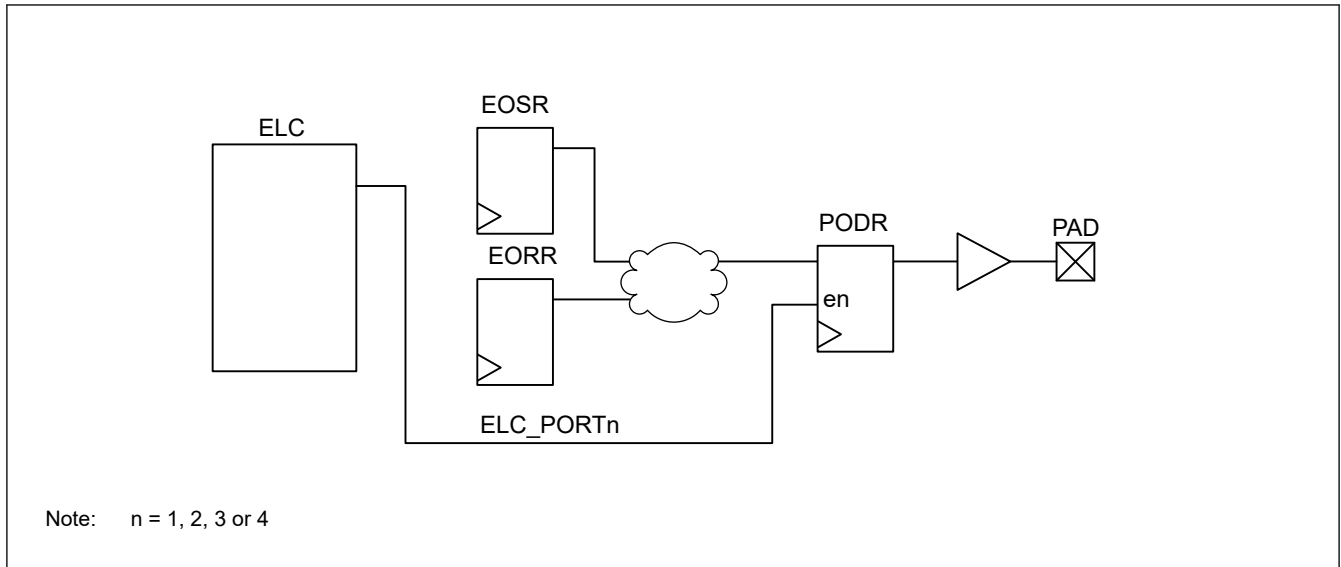 EOSR
ELC
PODR
PAD
EORR
en
ELC_PORTn
Note: n = 1, 2, 3 or 4